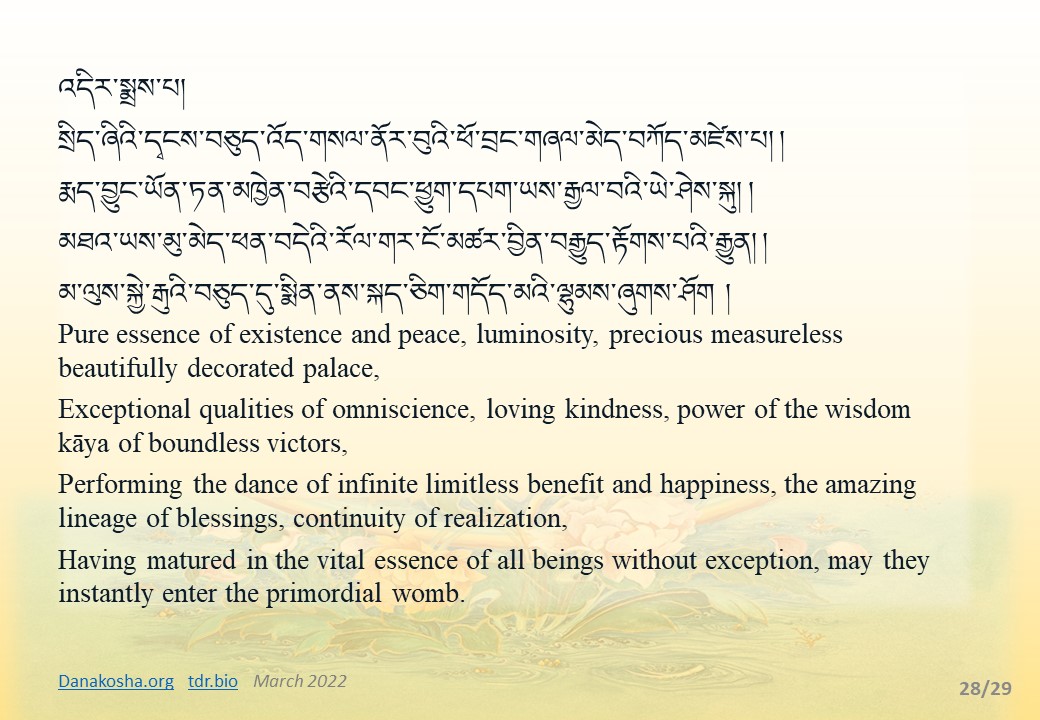 འདིར་སྨྲས་པ།
སྲིད་ཞིའི་དྭངས་བཅུད་འོད་གསལ་ནོར་བུའི་ཕོ་བྲང་གཞལ་མེད་བཀོད་མཛེས་པ། །
རྨད་བྱུང་ཡོན་ཏན་མཁྱེན་བརྩེའི་དབང་ཕྱུག་དཔག་ཡས་རྒྱལ་བའི་ཡེ་ཤེས་སྐུ། །
མཐའ་ཡས་མུ་མེད་ཕན་བདེའི་རོལ་གར་ངོ་མཚར་བྱིན་བརྒྱུད་རྟོགས་པའི་རྒྱུན། །
མ་ལུས་སྐྱེ་རྒུའི་བཅུད་དུ་སྨིན་ནས་སྐད་ཅིག་གདོད་མའི་ལྷུམས་ཞུགས་ཤོག །
Pure essence of existence and peace, luminosity, precious measureless
beautifully decorated palace,
Exceptional qualities of omniscience, loving kindness, power of the wisdom
kāya of boundless victors,
Performing the dance of infinite limitless benefit and happiness, the amazing
lineage of blessings, continuity of realization,
Having matured in the vital essence of all beings without exception, may they
instantly enter the primordial womb.
Danakosha.org tdr.bio March 2022
28/29